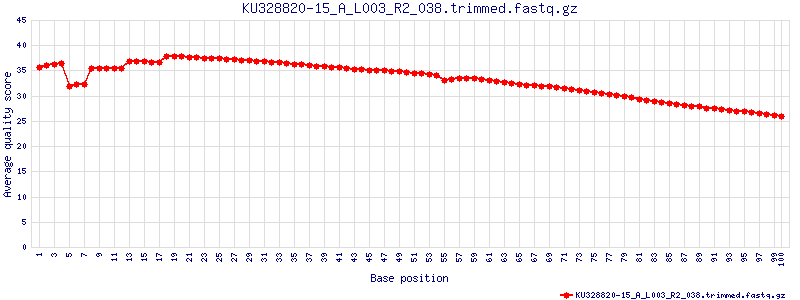 KU328820-15_A_L003_R2_038.trimmed.fastq.gz
Average quality score
45
40
35
30
25
20
15
10
5
0
1 3 5 7 9 11 13 15 17 19 21 23 25 27 29 31 33 35 37 39 41 43 45 47 49 51 53 55 57 59 61 63 65 67 69 71 73 75 77 79 81 83 85 87 89 91 93 95 97 99 100
Base position
KU328820-15_A_L003_R2_038.trimmed.fastq.gz